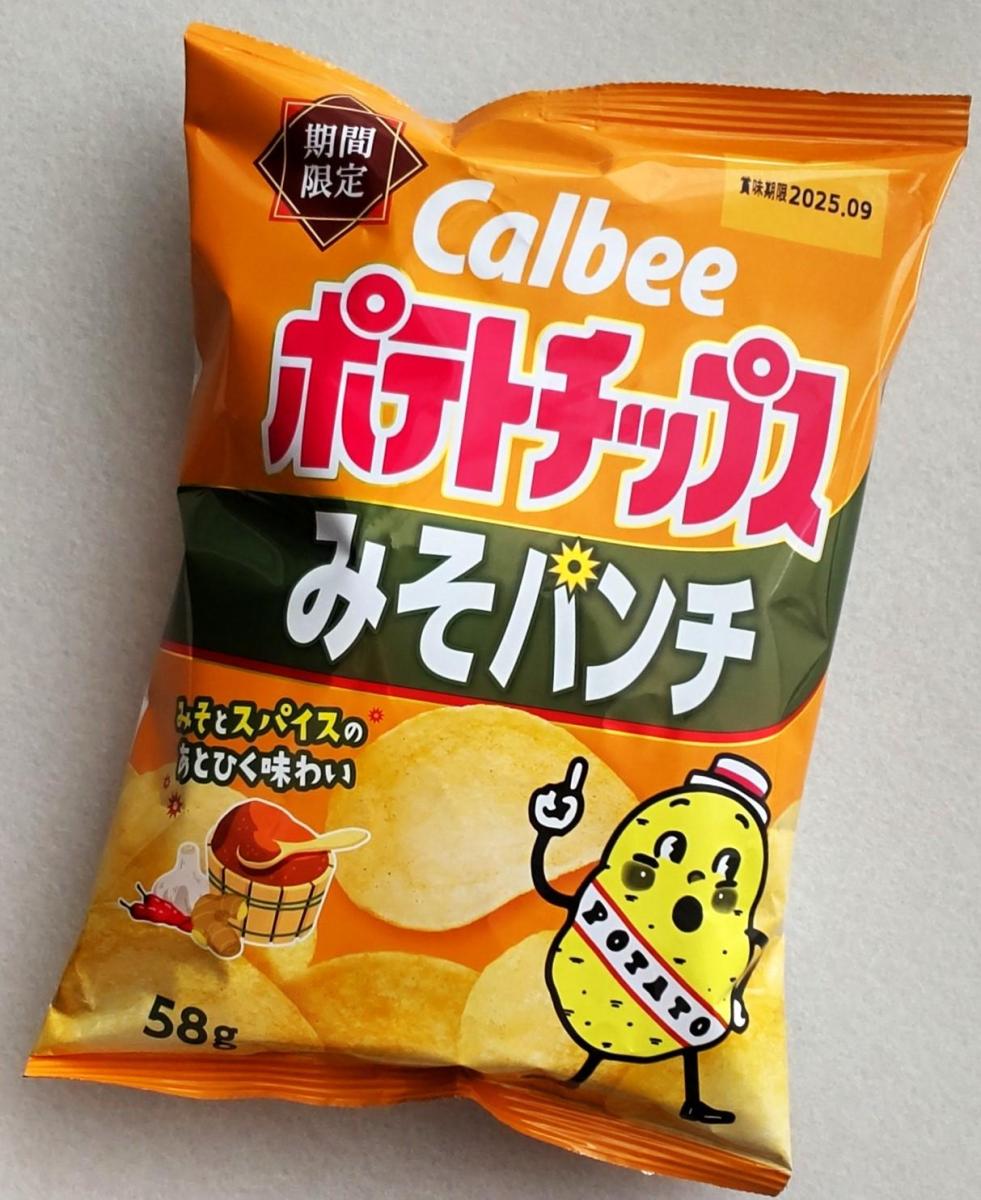 期間
限定
賞味期限2025.09
Calbee
ポテトチップス
みそパンチ
みそとスパイスの
あとひく味わい
POTATO
58g